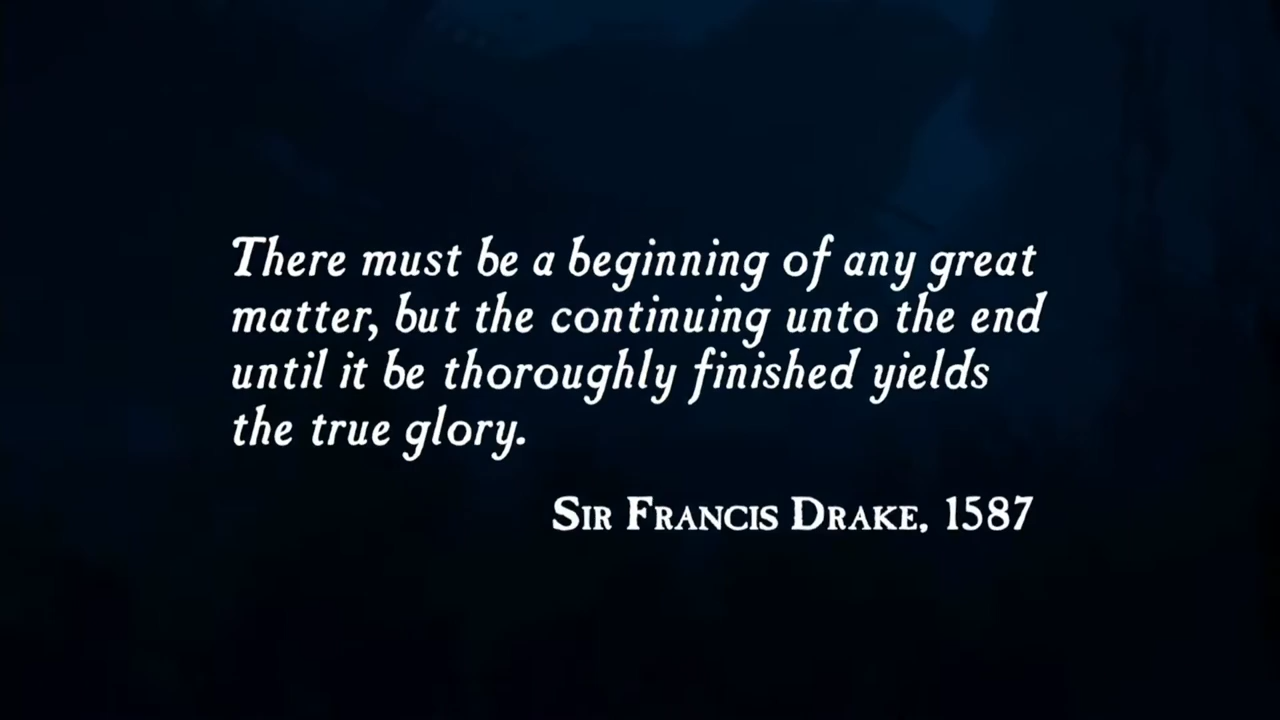 There must be a beginning of any great
matter, but the continuing unto the end
until it be thoroughly finished yields
the true glory.
Sir Francis Drake, 1587